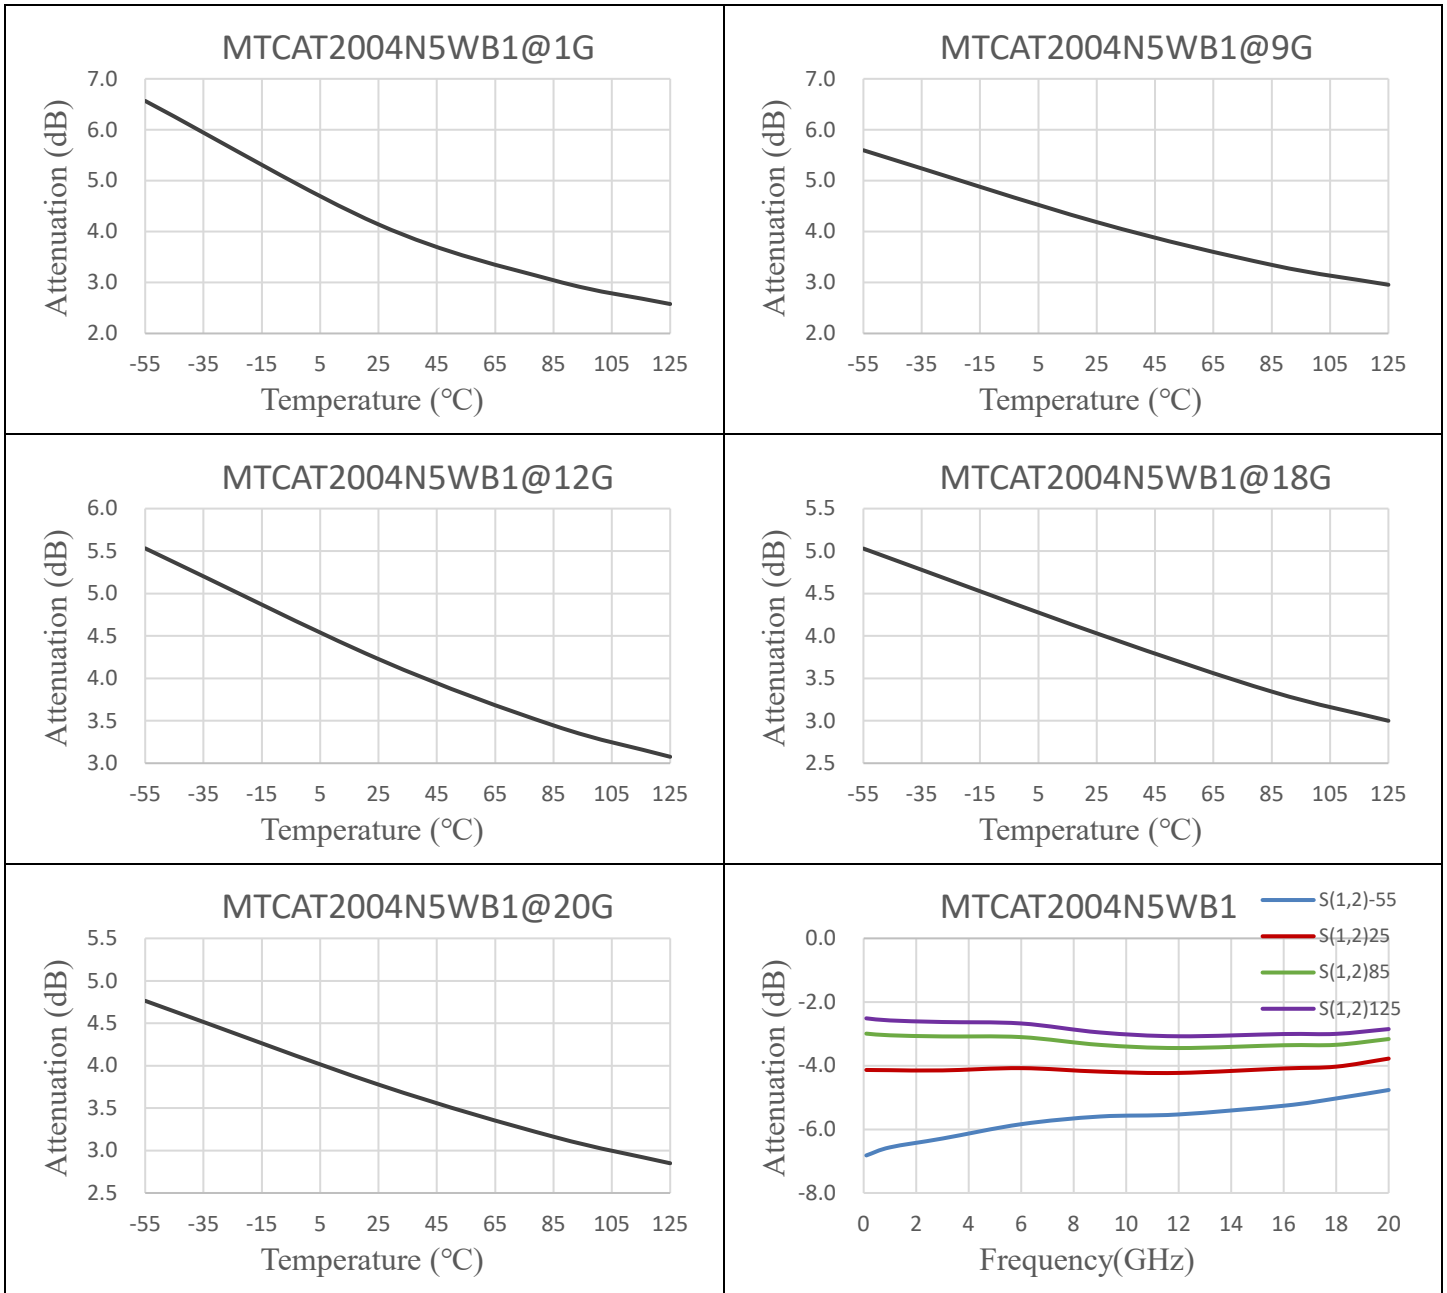 MTCAT2004N5WB1@1G
Attenuation (dB)
7.0
6.0
5.0
4.0
3.0
2.0
-55 -35 -15 5 25 45 65 85 105 125
Temperature (℃)
MTCAT2004N5WB1@9G
Attenuation (dB)
7.0
6.0
5.0
4.0
3.0
2.0
-55 -35 -15 5 25 45 65 85 105 125
Temperature (℃)
MTCAT2004N5WB1@12G
Attenuation (dB)
6.0
5.5
5.0
4.5
4.0
3.5
3.0
-55 -35 -15 5 25 45 65 85 105 125
Temperature (℃)
MTCAT2004N5WB1@18G
Attenuation (dB)
5.5
5.0
4.5
4.0
3.5
3.0
2.5
-55 -35 -15 5 25 45 65 85 105 125
Temperature (℃)
MTCAT2004N5WB1@20G
Attenuation (dB)
5.5
5.0
4.5
4.0
3.5
3.0
2.5
-55 -35 -15 5 25 45 65 85 105 125
Temperature (℃)
MTCAT2004N5WB1
S(1,2)-55
S(1,2)25
S(1,2)85
S(1,2)125
Attenuation (dB)
0.0
-2.0
-4.0
-6.0
-8.0
0 2 4 6 8 10 12 14 16 18 20
Frequency(GHz)